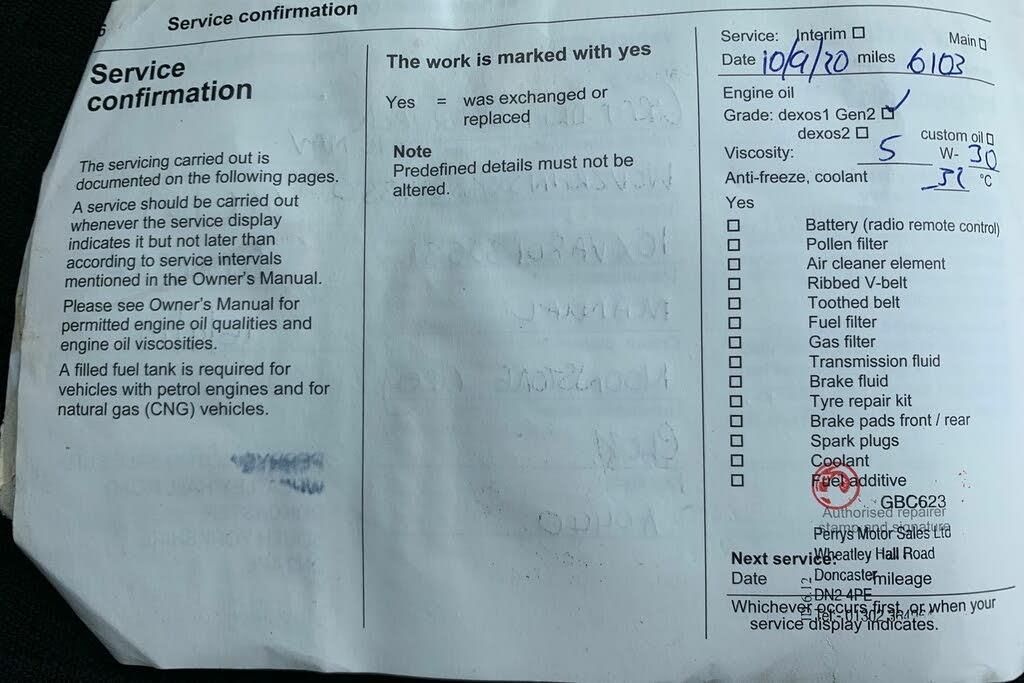 6
Service confirmation
Service
confirmation
The servicing carried out is
documented on the following pages.
A service should be carried out
whenever the service display
indicates it but not later than
according to service intervals
mentioned in the Owner's Manual.
Please see Owner's Manual for
permitted engine oil qualities and
engine oil viscosities.
A filled fuel tank is required for
vehicles with petrol engines and for
natural gas (CNG) vehicles.
The work is marked with yes
Yes = was exchanged or
replaced
Note
Predefined details must not be
altered.
Service: Interim Main
Date 10/9/20 miles 6103
Engine oil
Grade: dexos1 Gen2
dexos2 custom oil
Viscosity: 5 W- 30
Anti-freeze, coolant °C
Yes
Battery (radio remote control)
Pollen filter
Air cleaner element
Ribbed V-belt
Toothed belt
Fuel filter
Gas filter
Transmission fluid
Brake fluid
Tyre repair kit
Brake pads front / rear
Spark plugs
Coolant
Fuel additive
GBC623
Authorised repairer
stamp and signature
Perrys Motor Sales Ltd
Next service:
Wheatley Hall Road
Date mileage
Doncaster
DN2 4PE
Whichever occurs first, or when your
Tel: 01302
service display indicates.